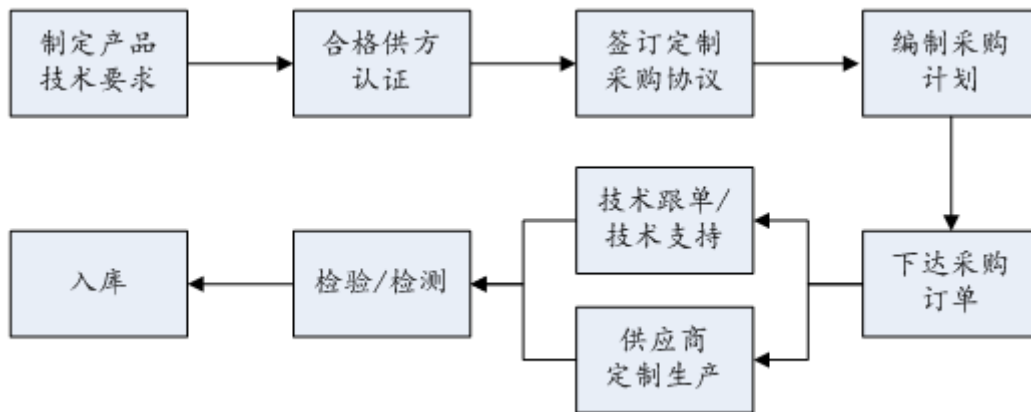 制定产品
技术要求
合格供方
认证
签订定制
采购协议
编制采购
计划
技术跟单/
技术支持
入库
检验/检测
下达采购
订单
供应商
定制生产